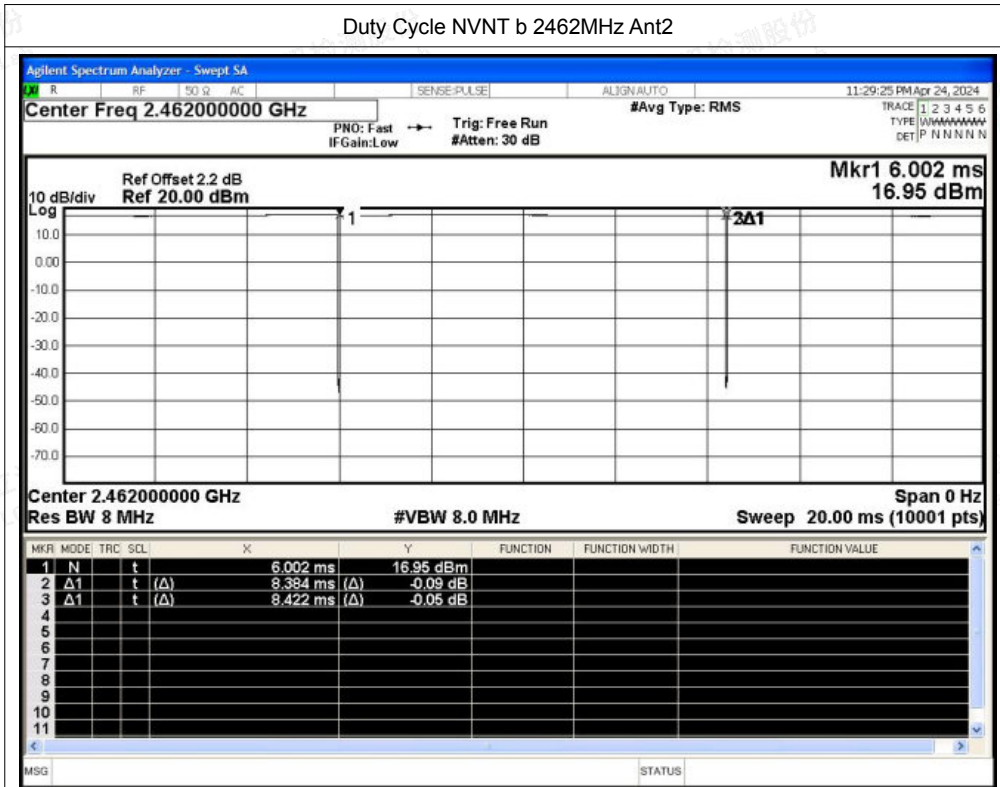 Duty Cycle NVNT b 2462MHz Ant2
Agilent Spectrum Analyzer - Swept SA
R RF 50 Ω AC SENSE:PULSE ALIGN AUTO 11:29:25 PM Apr 24, 2024
Center Freq 2.462000000 GHz #Avg Type: RMS TRACE 1 2 3 4 5 6
PNO: Fast Trig: Free Run TYPE
IFGain:Low #Atten: 30 dB DET P N N N N N
Mkr1 6.002 ms
Ref Offset 2.2 dB
10 dB/div Ref 20.00 dBm 16.95 dBm
Log
1 3Δ1
10.0
0.00
-10.0
-20.0
-30.0
-40.0
-50.0
-60.0
-70.0
Center 2.462000000 GHz Span 0 Hz
Res BW 8 MHz #VBW 8.0 MHz Sweep 20.00 ms (10001 pts)
MKR MODE TRC SCL X Y FUNCTION FUNCTION WIDTH FUNCTION VALUE
1 N t 6.002 ms 16.95 dBm
2 Δ1 t (Δ) 8.384 ms (Δ) -0.09 dB
3 Δ1 t (Δ) 8.422 ms (Δ) -0.05 dB
4
5
6
7
8
9
10
11
MSG STATUS